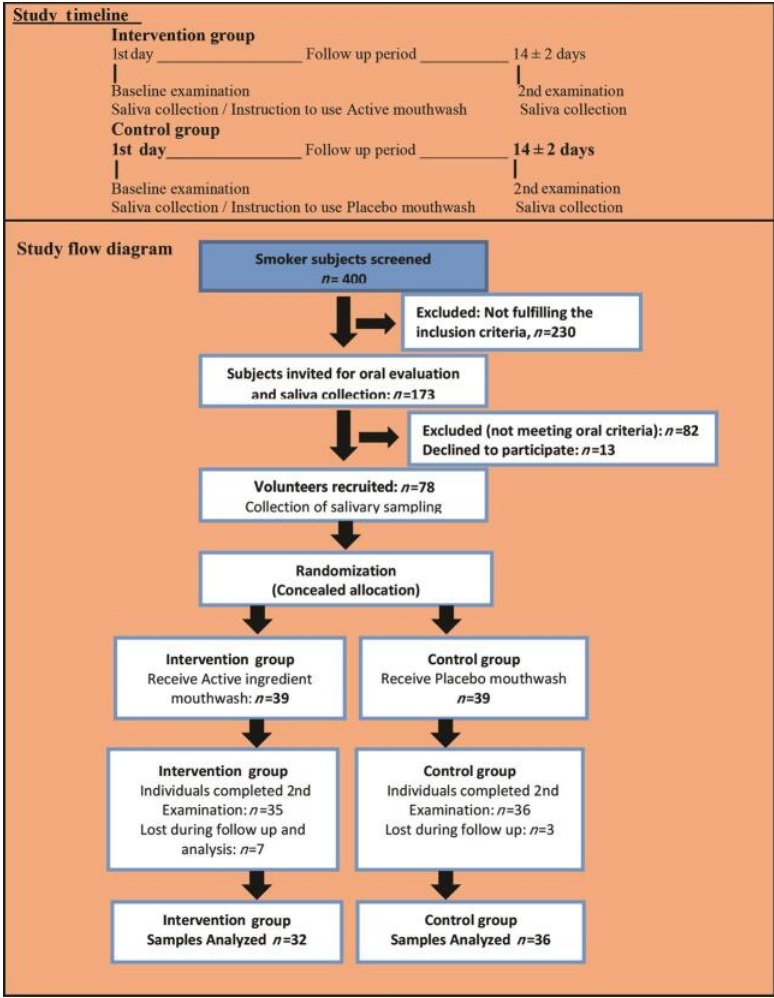 Study timeline
Intervention group
1st day ____________________ Follow up period __________ 14 ± 2 days
Baseline examination 2nd examination
Saliva collection / Instruction to use Active mouthwash Saliva collection
Control group
1st day____________________ Follow up period __________ 14 ± 2 days
Baseline examination 2nd examination
Saliva collection / Instruction to use Placebo mouthwash Saliva collection
Study flow diagram
Smoker subjects screened
n= 400
Excluded: Not fulfilling the
inclusion criteria, n=230
Subjects invited for oral evaluation
and saliva collection: n=173
Excluded (not meeting oral criteria): n=82
Declined to participate: n=13
Volunteers recruited: n=78
Collection of salivary sampling
Randomization
(Concealed allocation)
Intervention group
Receive Active ingredient
mouthwash: n=39
Control group
Receive Placebo mouthwash
n=39
Intervention group
Individuals completed 2nd
Examination: n=35
Lost during follow up and
analysis: n=7
Control group
Individuals completed 2nd
Examination: n=36
Lost during follow up: n=3
Intervention group
Samples Analyzed n=32
Control group
Samples Analyzed n=36